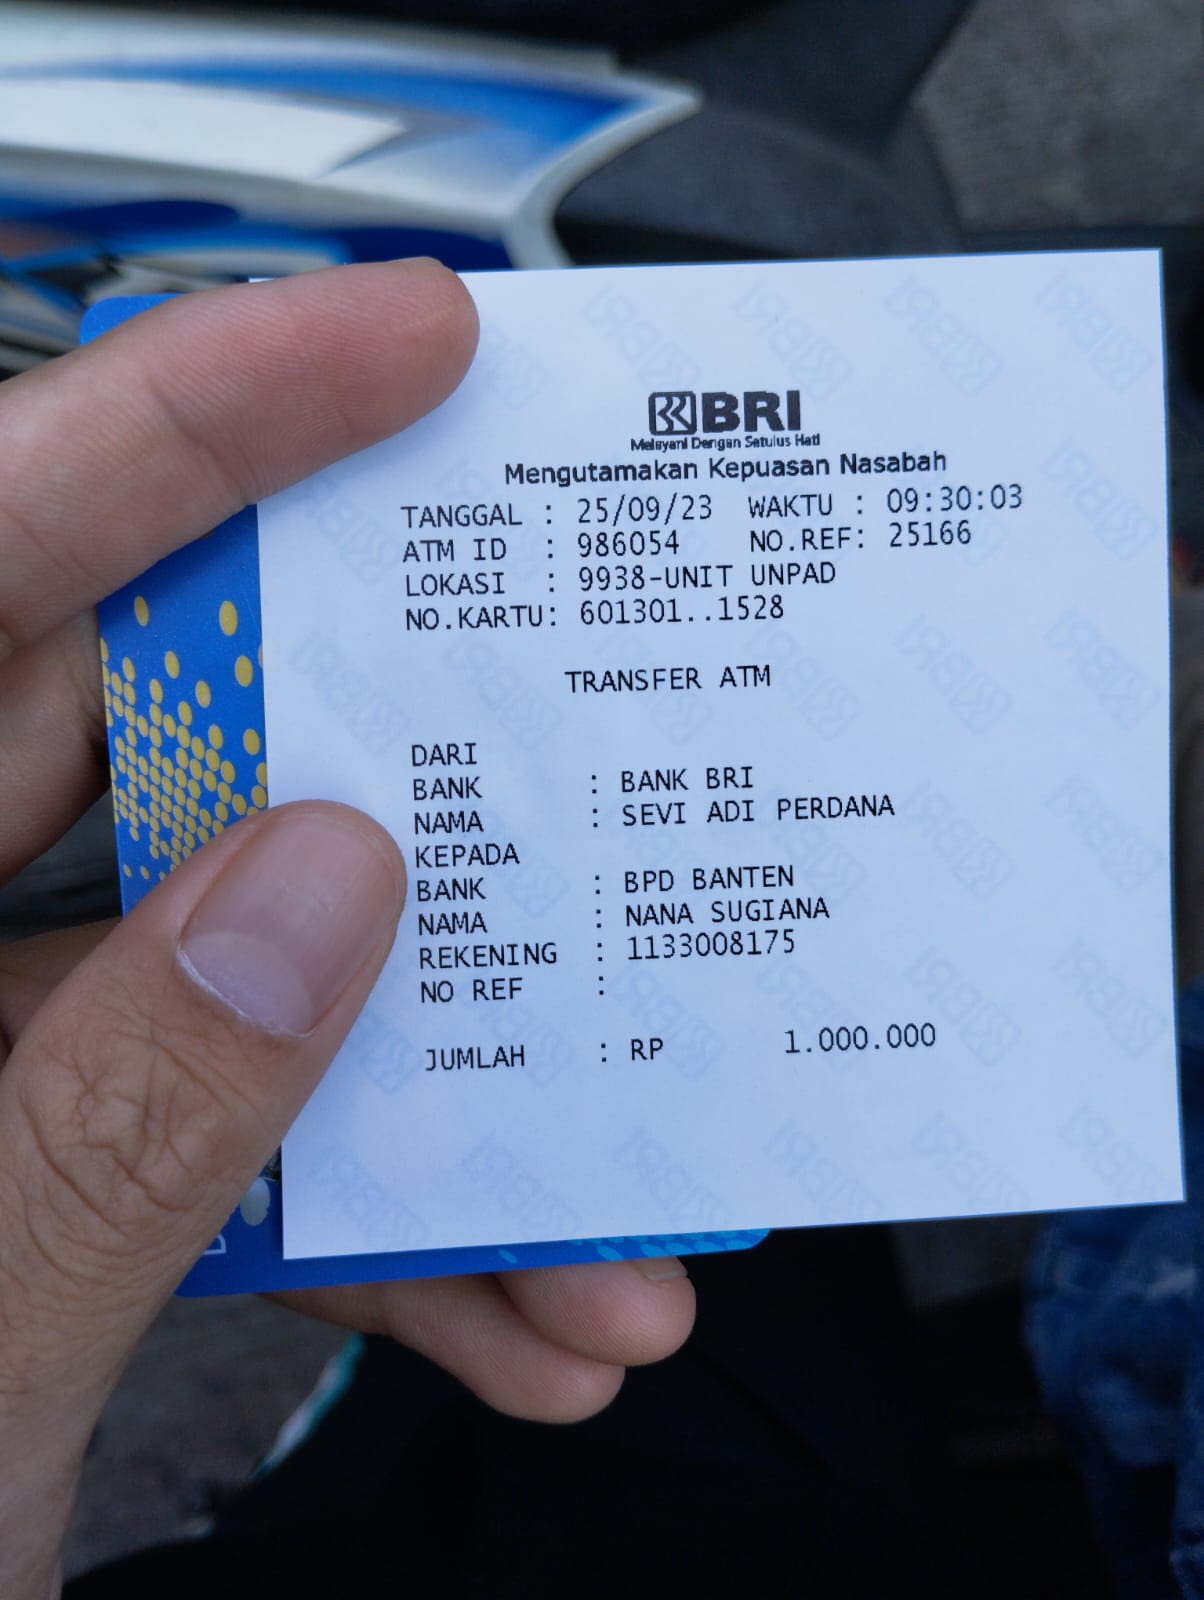 BRI
Melayani Dengan Setulus Hati
Mengutamakan Kepuasan Nasabah
TANGGAL : 25/09/23 WAKTU : 09:30:03
ATM ID : 986054 NO.REF: 25166
LOKASI : 9938-UNIT UNPAD
NO.KARTU: 601301..1528
TRANSFER ATM
DARI
BANK : BANK BRI
NAMA : SEVI ADI PERDANA
KEPADA
BANK : BPD BANTEN
NAMA : NANA SUGIANA
REKENING : 1133008175
NO REF :
JUMLAH : RP 1.000.000